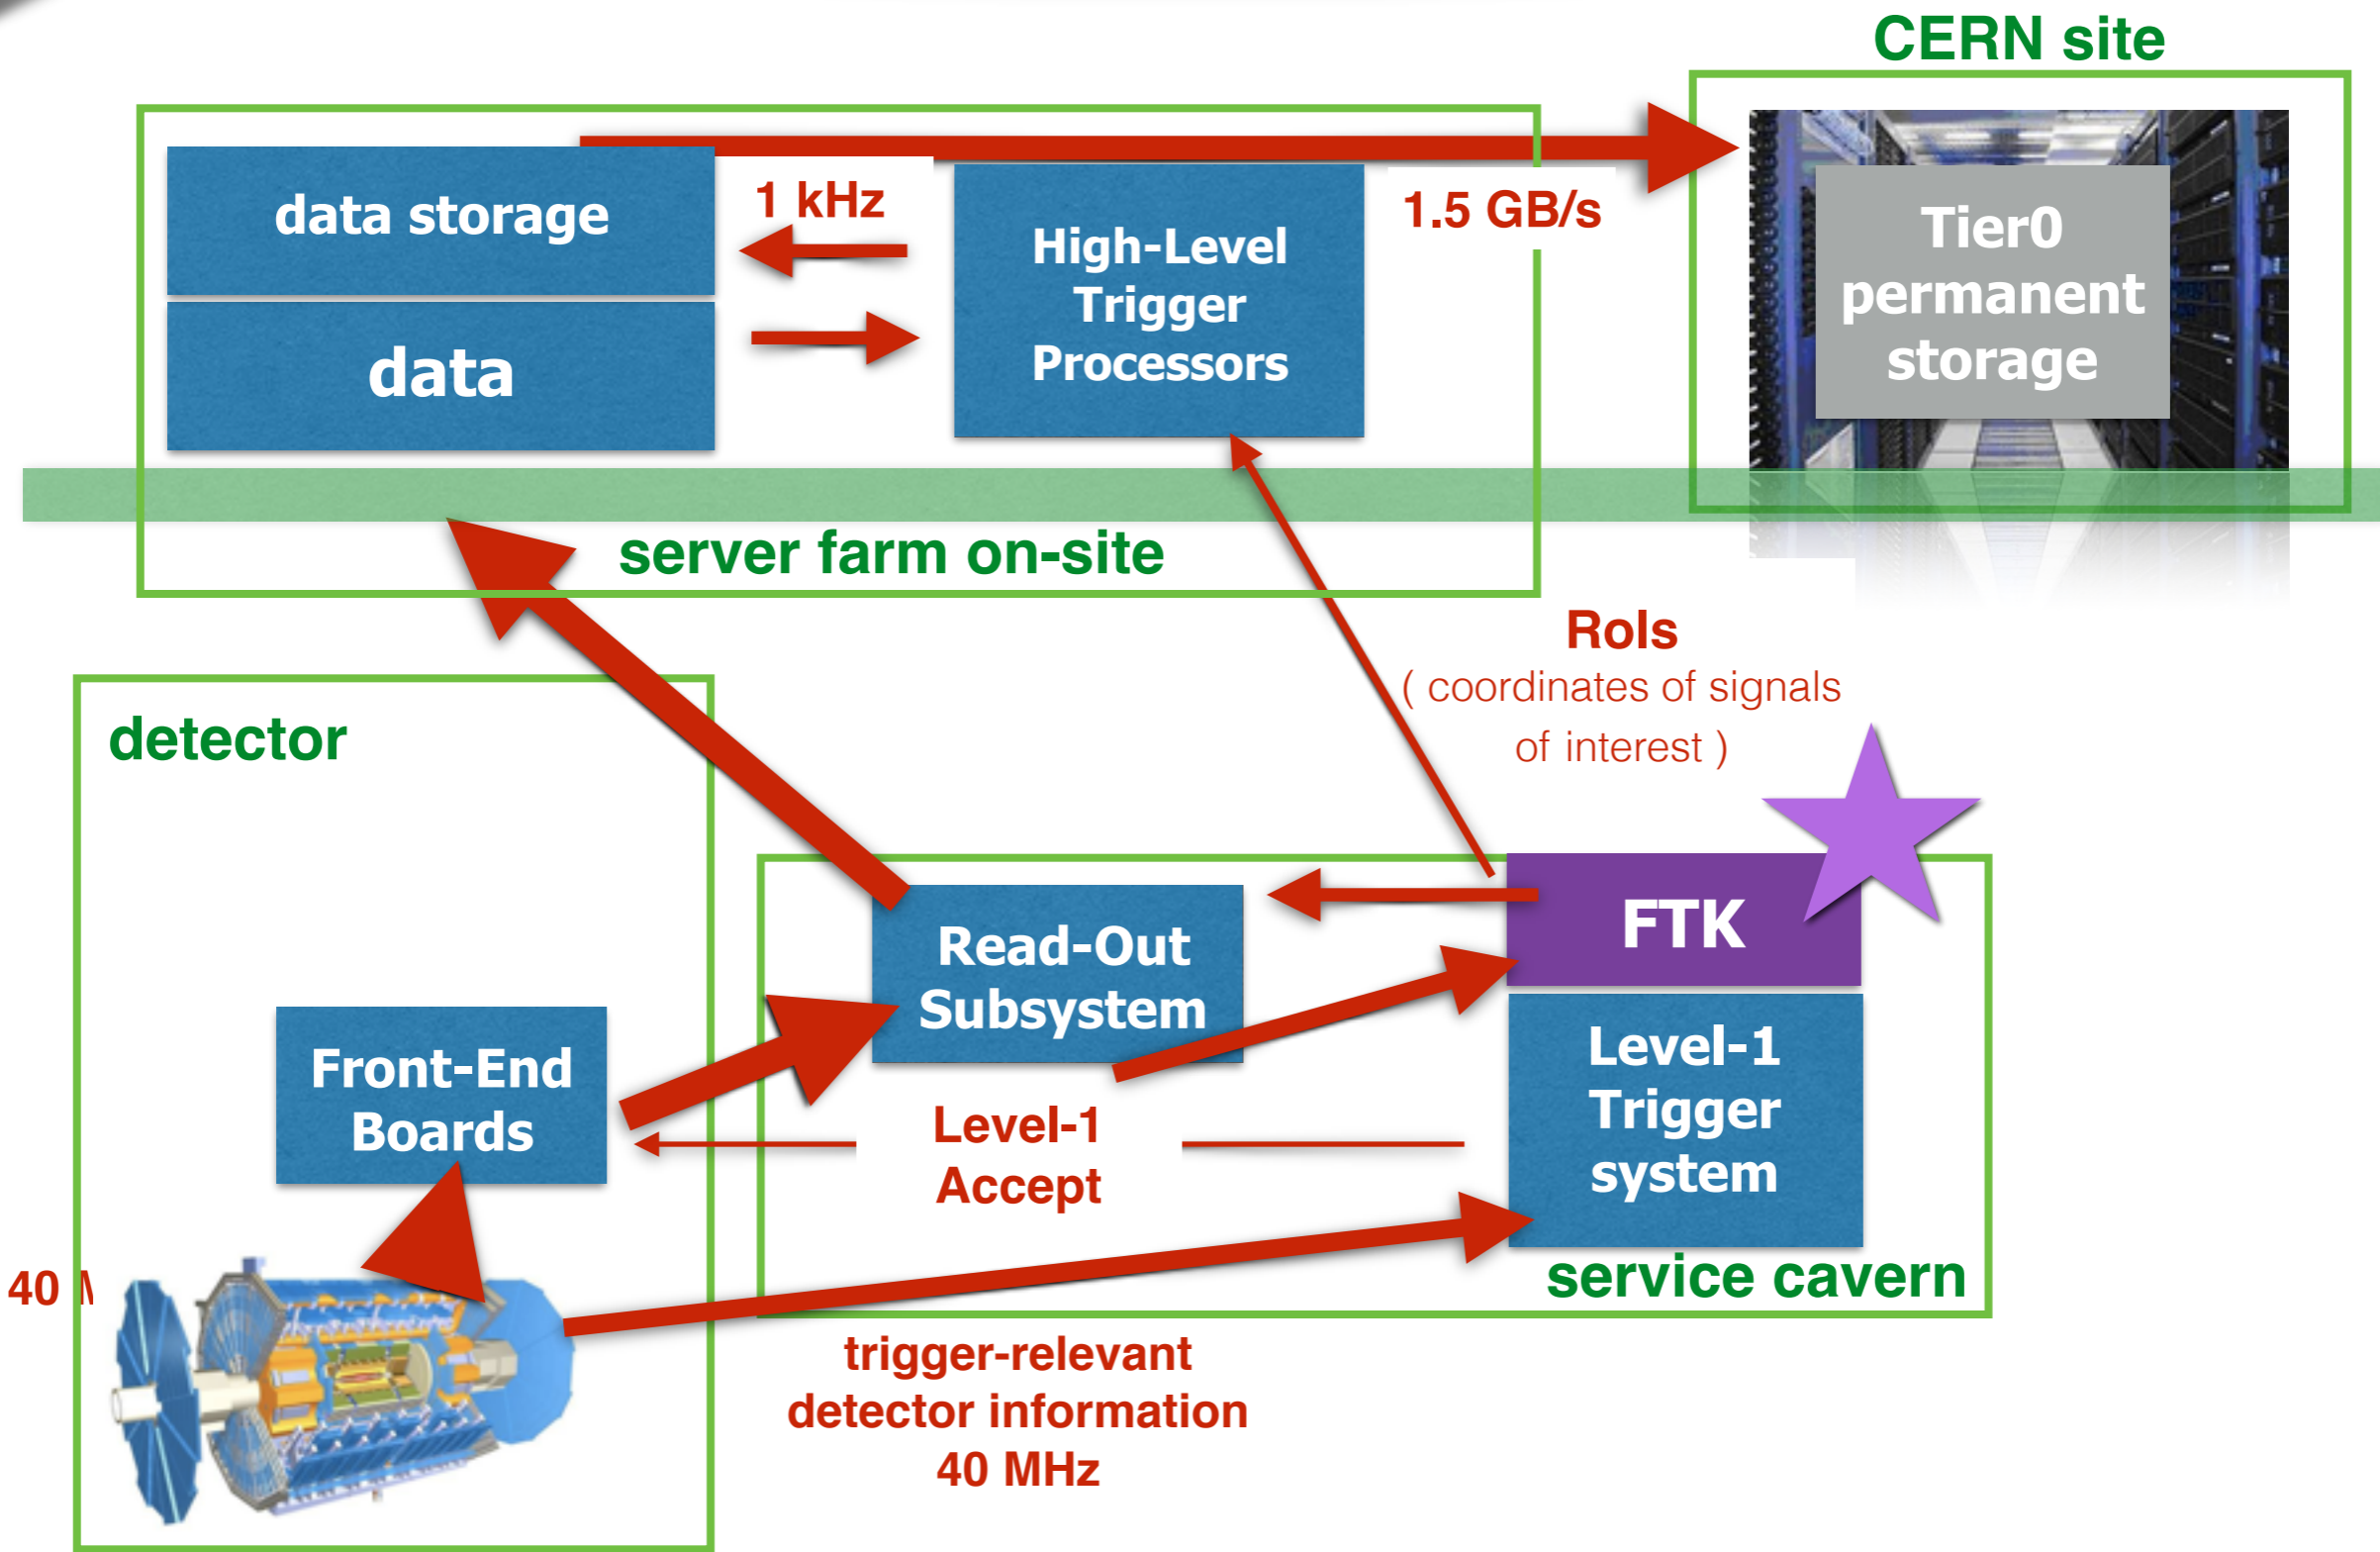 CERN site
data storage
1 kHz
High-Level
Trigger
Processors
1.5 GB/s
Tier0
permanent
storage
data
server farm on-site
RoIs
( coordinates of signals
of interest )
detector
FTK
Read-Out
Subsystem
Front-End
Boards
Level-1
Accept
Level-1
Trigger
system
service cavern
40
trigger-relevant
detector information
40 MHz